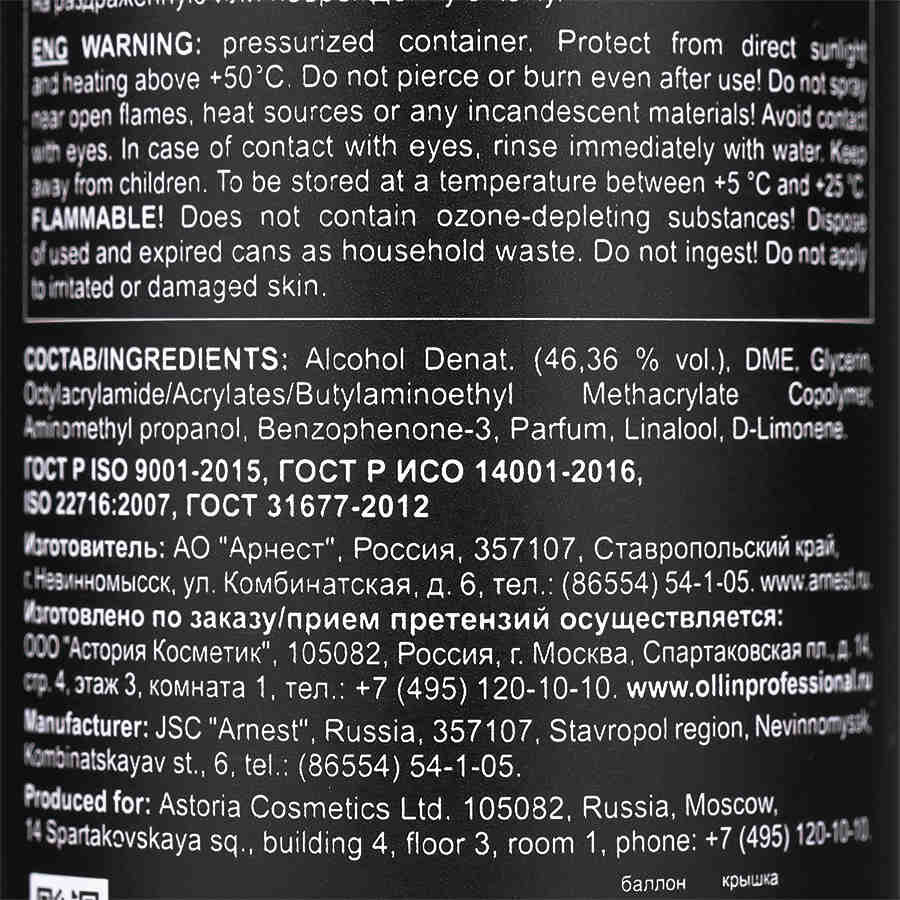 на раздраженную или поврежденную кожу.
ENG WARNING: pressurized container. Protect from direct sunlight
and heating above +50°C. Do not pierce or burn even after use! Do not spray
near open flames, heat sources or any incandescent materials! Avoid contact
with eyes. In case of contact with eyes, rinse immediately with water. Keep
away from children. To be stored at a temperature between +5 °C and +25 °C.
FLAMMABLE! Does not contain ozone-depleting substances! Dispose
of used and expired cans as household waste. Do not ingest! Do not apply
to irritated or damaged skin.
СОСТАВ/INGREDIENTS: Alcohol Denat. (46,36 % vol.), DME, Glycerin,
Octylacrylamide/Acrylates/Butylaminoethyl Methacrylate Copolymer,
Aminomethyl propanol, Benzophenone-3, Parfum, Linalool, D-Limonene.
ГОСТ Р ISO 9001-2015, ГОСТ Р ИСО 14001-2016,
ISO 22716:2007, ГОСТ 31677-2012
Изготовитель: АО "Арнест", Россия, 357107, Ставропольский край,
г. Невинномысск, ул. Комбинатская, д. 6, тел.: (86554) 54-1-05. www.arnest.ru
Изготовлено по заказу/прием претензий осуществляется:
ООО "Астория Косметик", 105082, Россия, г. Москва, Спартаковская пл., д. 14,
стр. 4, этаж 3, комната 1, тел.: +7 (495) 120-10-10. www.ollinprofessional.ru
Manufacturer: JSC "Arnest", Russia, 357107, Stavropol region, Nevinnomyssk,
Kombinatskayav st., 6, tel.: (86554) 54-1-05.
Produced for: Astoria Cosmetics Ltd. 105082, Russia, Moscow,
14 Spartakovskaya sq., building 4, floor 3, room 1, phone: +7 (495) 120-10-10.
баллон крышка